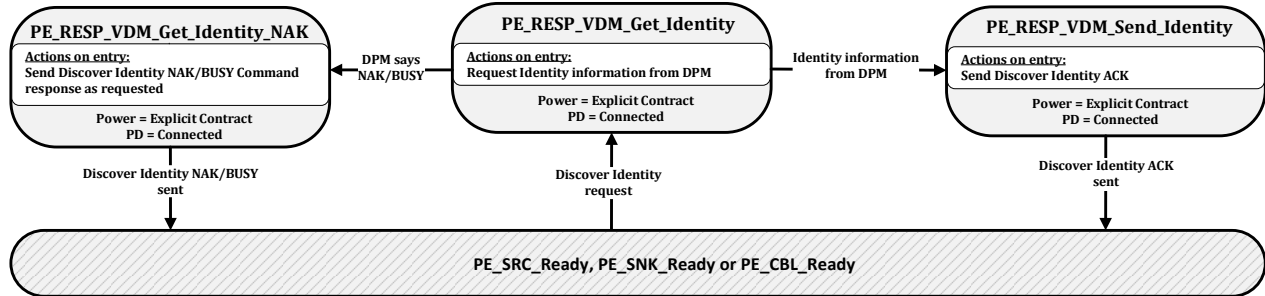 PE_RESP_VDM_Get_Identity_NAK
Actions on entry:
Send Discover Identity NAK/BUSY Command
response as requested
Power = Explicit Contract
PD = Connected
DPM says
NAK/BUSY
PE_RESP_VDM_Get_Identity
Actions on entry:
Request Identity information from DPM
Power = Explicit Contract
PD = Connected
Identity information
from DPM
PE_RESP_VDM_Send_Identity
Actions on entry:
Send Discover Identity ACK
Power = Explicit Contract
PD = Connected
Discover Identity NAK/BUSY
sent
Discover Identity
request
Discover Identity ACK
sent
PE_SRC_Ready, PE_SNK_Ready or PE_CBL_Ready